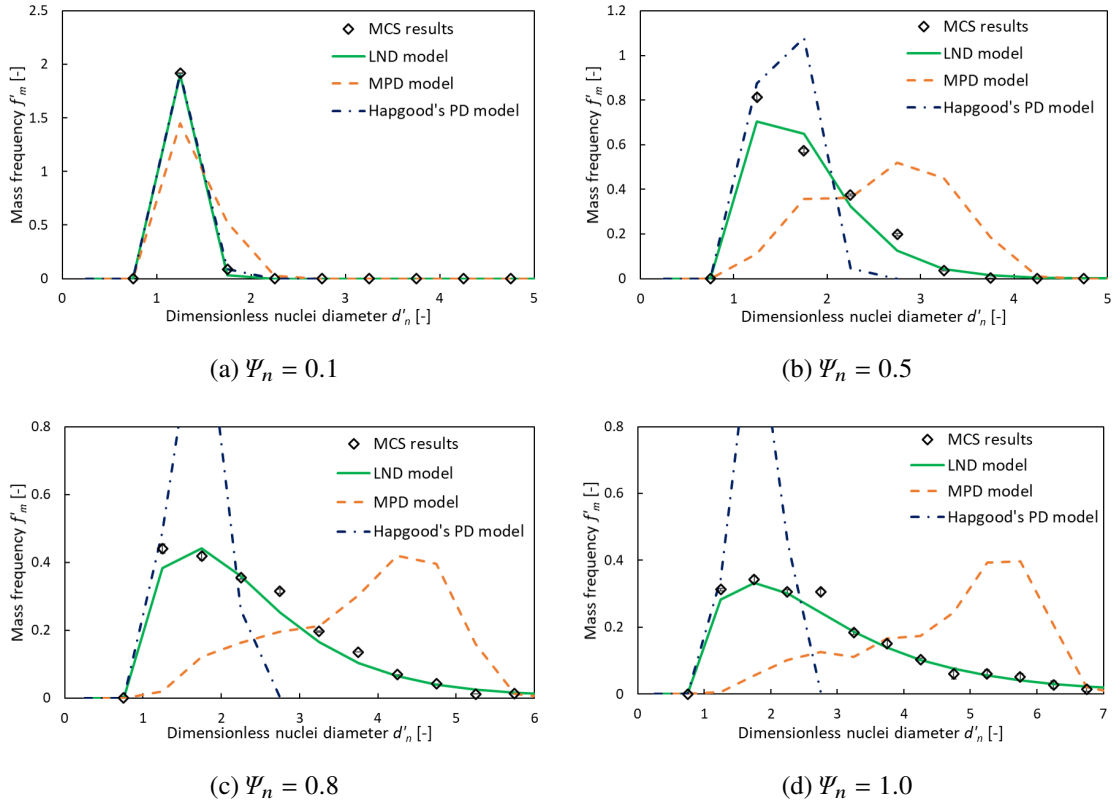 2.5
2
1.5
1
0.5
0
Mass frequency f'm [-]
MCS results
LND model
MPD model
Hapgood's PD model
0 1 2 3 4 5
Dimensionless nuclei diameter d'n [-]
(a) Ψn = 0.1
1.2
1
0.8
0.6
0.4
0.2
0
Mass frequency f'm [-]
MCS results
LND model
MPD model
Hapgood's PD model
0 1 2 3 4 5
Dimensionless nuclei diameter d'n [-]
(b) Ψn = 0.5
0.8
0.6
0.4
0.2
0
Mass frequency f'm [-]
MCS results
LND model
MPD model
Hapgood's PD model
0 1 2 3 4 5 6
Dimensionless nuclei diameter d'n [-]
(c) Ψn = 0.8
0.8
0.6
0.4
0.2
0
Mass frequency f'm [-]
MCS results
LND model
MPD model
Hapgood's PD model
0 1 2 3 4 5 6 7
Dimensionless nuclei diameter d'n [-]
(d) Ψn = 1.0